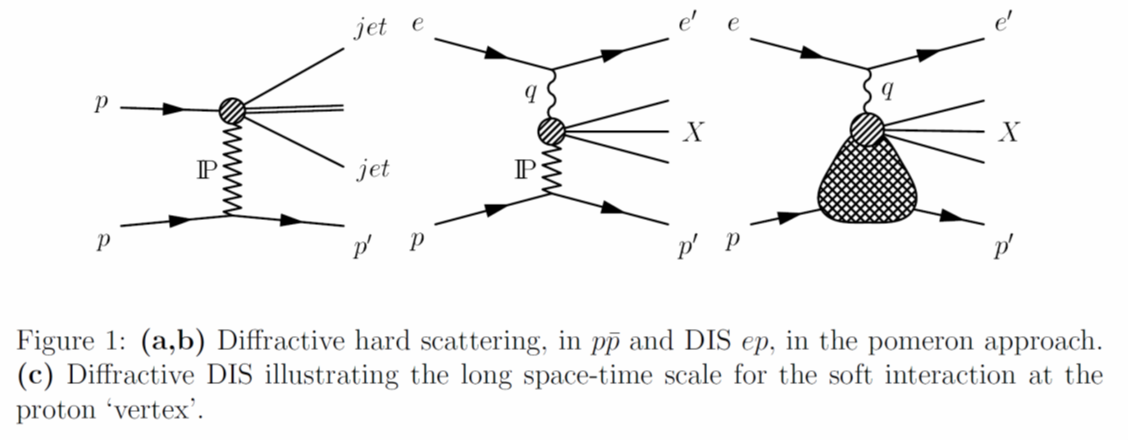 jet e e′ e e′
p q q
ℙ ℙ X X
jet
p p′ p p′ p p′
Figure 1: (a,b) Diffractive hard scattering, in pp̄ and DIS ep, in the pomeron approach.
(c) Diffractive DIS illustrating the long space-time scale for the soft interaction at the
proton ‘vertex’.